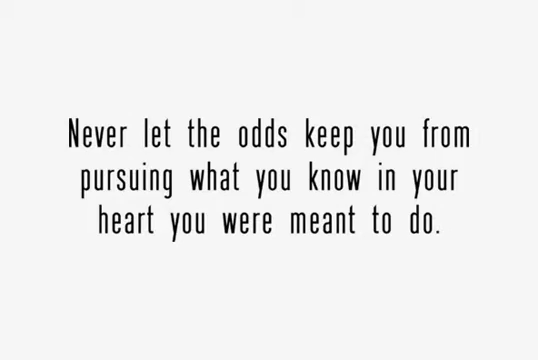 Never let the odds keep you from
pursuing what you know in your
heart you were meant to do.